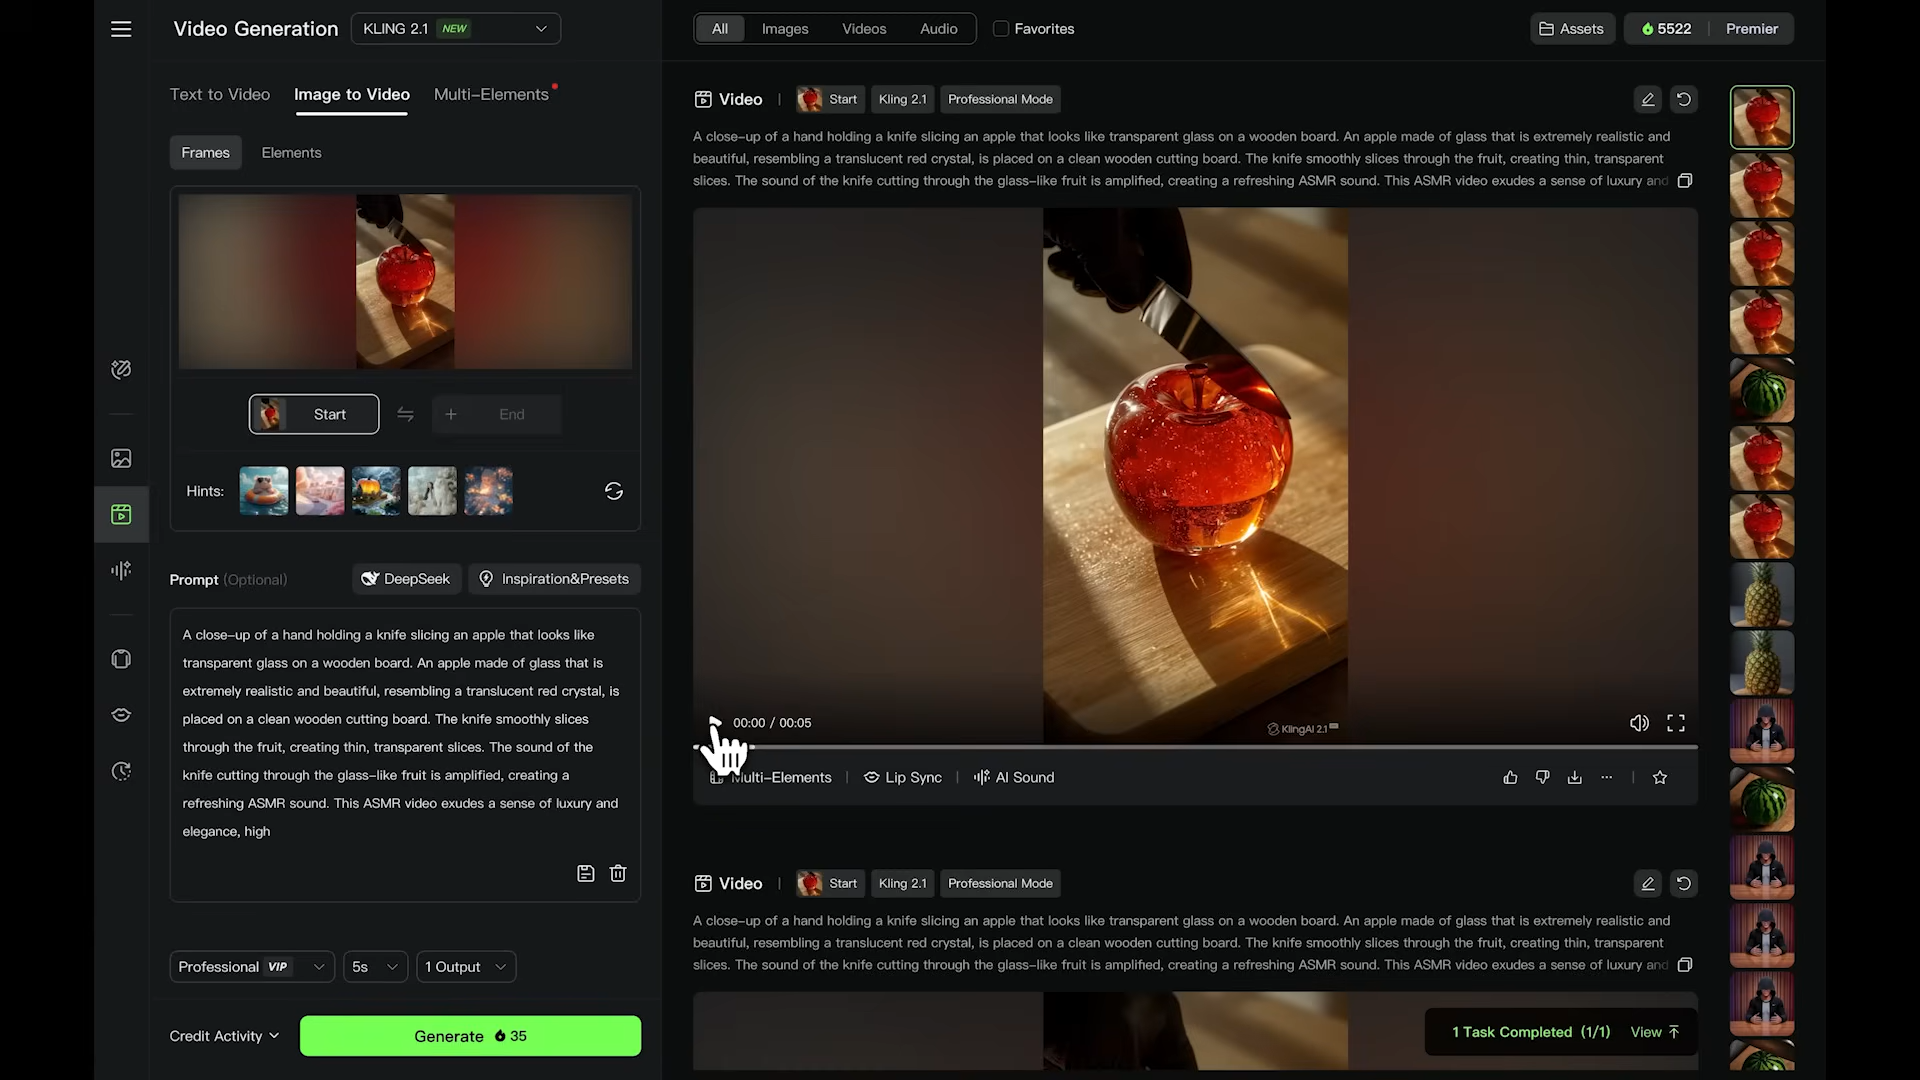 Video Generation
KLING 2.1 NEW
All
Images
Videos
Audio
Favorites
Assets
5522
Premier
Text to Video
Image to Video
Multi-Elements
Frames
Elements
Start
End
Hints:
Prompt (Optional)
DeepSeek
Inspiration&Presets
A close-up of a hand holding a knife slicing an apple that looks like
transparent glass on a wooden board. An apple made of glass that is
extremely realistic and beautiful, resembling a translucent red crystal, is
placed on a clean wooden cutting board. The knife smoothly slices
through the fruit, creating thin, transparent slices. The sound of the
knife cutting through the glass-like fruit is amplified, creating a
refreshing ASMR sound. This ASMR video exudes a sense of luxury and
elegance, high
Professional VIP
5s
1 Output
Credit Activity
Generate 35
Video
Start
Kling 2.1
Professional Mode
A close-up of a hand holding a knife slicing an apple that looks like transparent glass on a wooden board. An apple made of glass that is extremely realistic and
beautiful, resembling a translucent red crystal, is placed on a clean wooden cutting board. The knife smoothly slices through the fruit, creating thin, transparent
slices. The sound of the knife cutting through the glass-like fruit is amplified, creating a refreshing ASMR sound. This ASMR video exudes a sense of luxury and
00:00 / 00:05
KlingAI 2.1
Multi-Elements
Lip Sync
AI Sound
Video
Start
Kling 2.1
Professional Mode
A close-up of a hand holding a knife slicing an apple that looks like transparent glass on a wooden board. An apple made of glass that is extremely realistic and
beautiful, resembling a translucent red crystal, is placed on a clean wooden cutting board. The knife smoothly slices through the fruit, creating thin, transparent
slices. The sound of the knife cutting through the glass-like fruit is amplified, creating a refreshing ASMR sound. This ASMR video exudes a sense of luxury and
1 Task Completed (1/1)
View